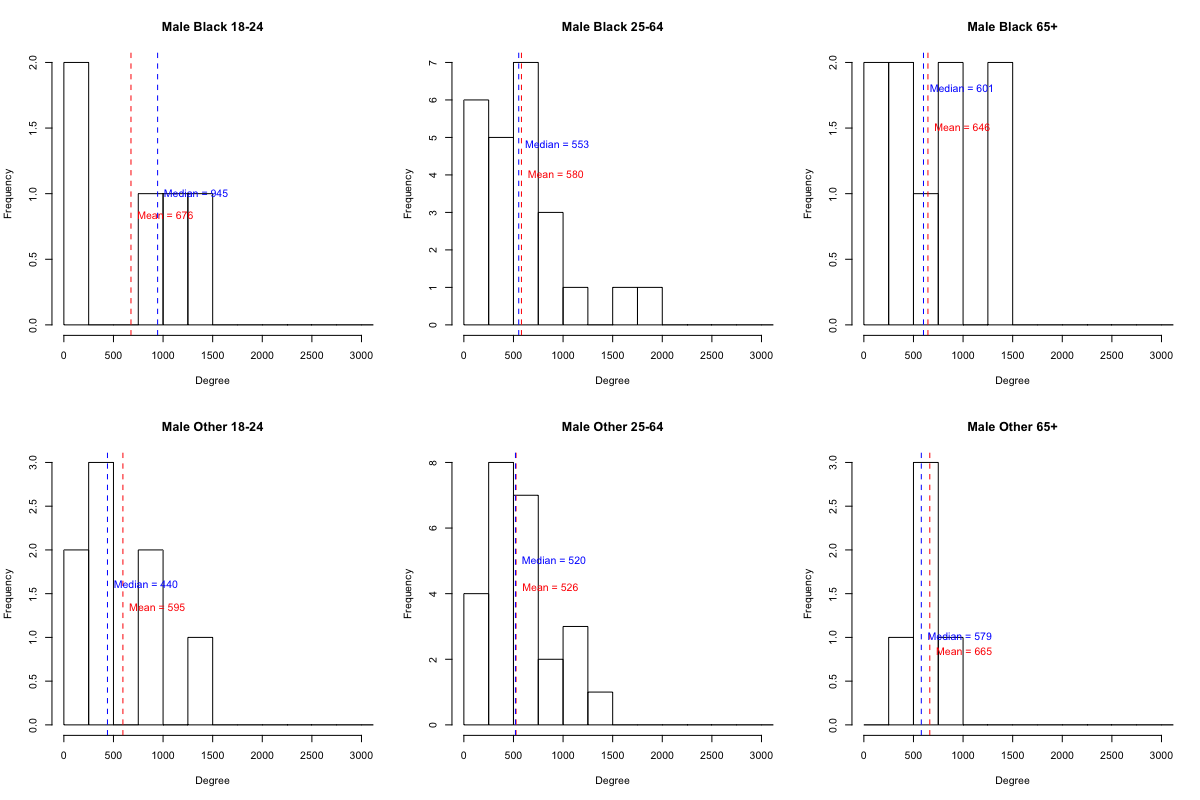 Male Black 18-24
Frequency
0.0 0.5 1.0 1.5 2.0
Median = 945
Mean = 676
0 500 1000 1500 2000 2500 3000
Degree
Male Black 25-64
Frequency
0 1 2 3 4 5 6 7
Median = 553
Mean = 580
0 500 1000 1500 2000 2500 3000
Degree
Male Black 65+
Frequency
0.0 0.5 1.0 1.5 2.0
Median = 601
Mean = 646
0 500 1000 1500 2000 2500 3000
Degree
Male Other 18-24
Frequency
0.0 0.5 1.0 1.5 2.0 2.5 3.0
Median = 440
Mean = 595
0 500 1000 1500 2000 2500 3000
Degree
Male Other 25-64
Frequency
0 2 4 6 8
Median = 520
Mean = 526
0 500 1000 1500 2000 2500 3000
Degree
Male Other 65+
Frequency
0.0 0.5 1.0 1.5 2.0 2.5 3.0
Median = 579
Mean = 665
0 500 1000 1500 2000 2500 3000
Degree